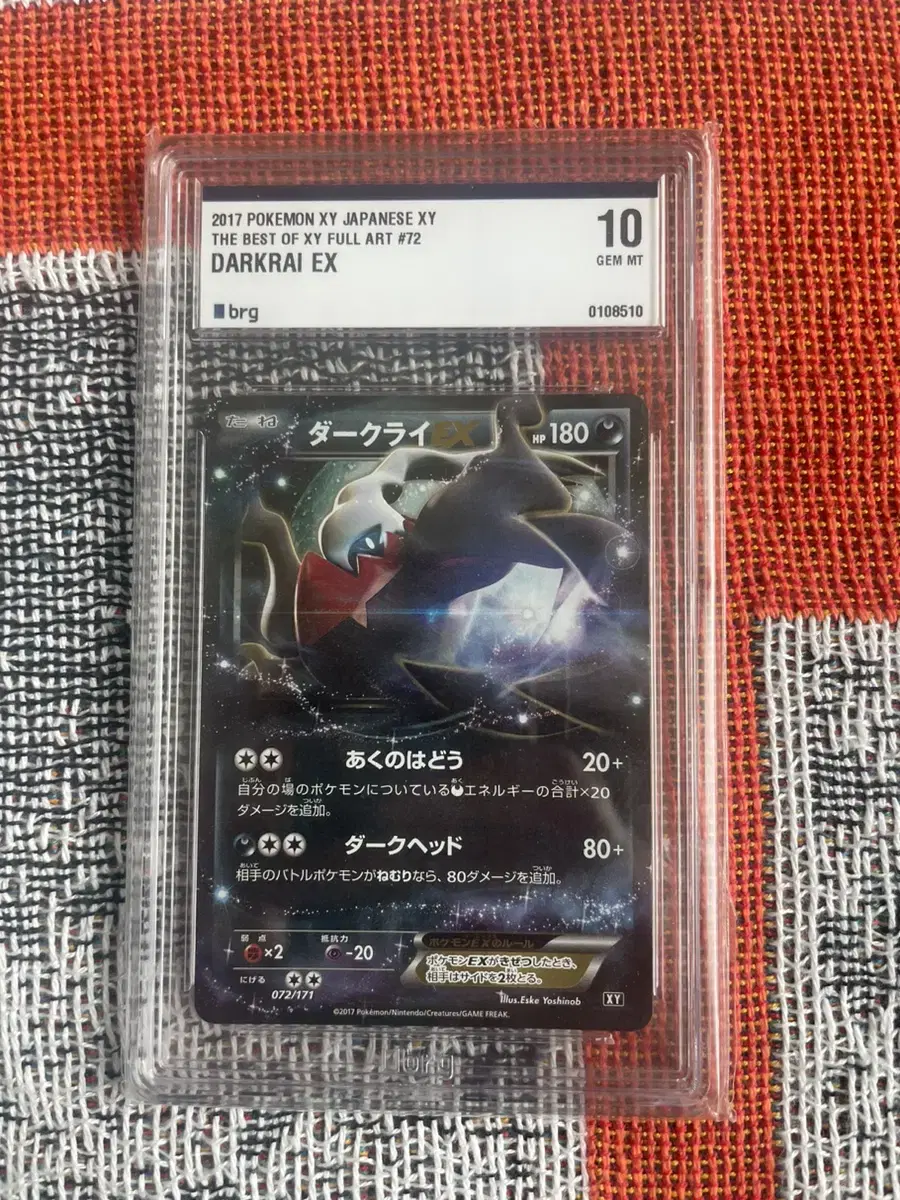 2017 POKEMON XY JAPANESE XY
THE BEST OF XY FULL ART #72
DARKRAI EX
10
GEM MT
brg
0108510
たね
ダークライEX
HP180
あくのはどう 20+
自分の場のポケモンについているエネルギーの合計×20
ダメージを追加。
ダークヘッド 80+
相手のバトルポケモンがねむりなら、80ダメージを追加。
弱点 抵抗力
×2 -20
にげる
072/171
ポケモンEXのルール
ポケモンEXがきぜつしたとき、
相手はサイドを2枚とる。
Illus.Eske Yoshinob
XY
©2017 Pokémon/Nintendo/Creatures/GAME FREAK.
brg